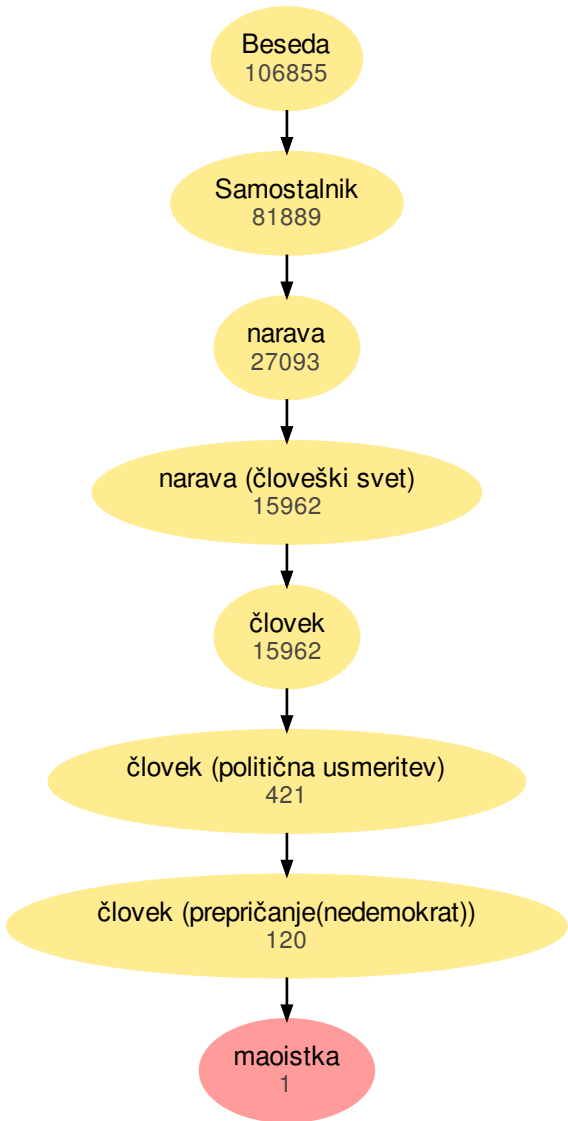 Beseda
106855
Samostalnik
81889
narava
27093
narava (človeški svet)
15962
človek
15962
človek (politična usmeritev)
421
človek (prepričanje(nedemokrat))
120
maoistka
1